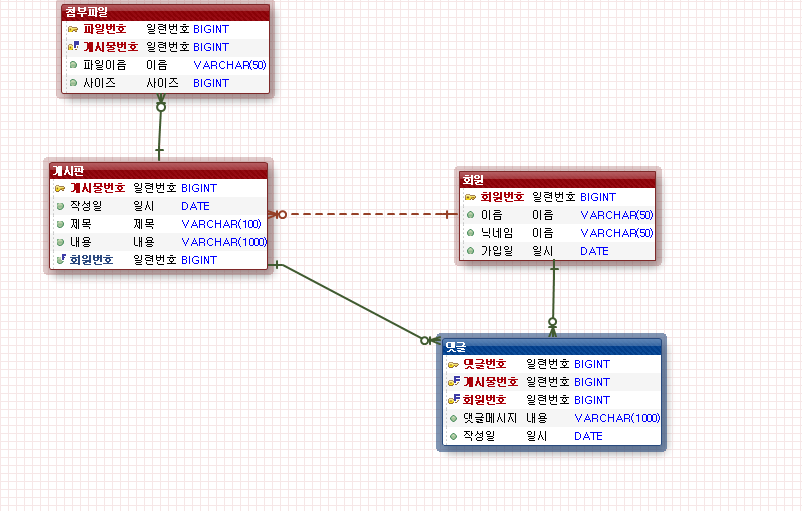 첨부파일
파일번호 일련번호 BIGINT
게시물번호 일련번호 BIGINT
파일이음 이음 VARCHAR(50)
사이즈 사이즈 BIGINT
게시판
게시물번호 일련번호 BIGINT
작성일 일시 DATE
제목 제목 VARCHAR(100)
내용 내용 VARCHAR(1000)
회원번호 일련번호 BIGINT
회원
회원번호 일련번호 BIGINT
이음 이음 VARCHAR(50)
닉네임 이음 VARCHAR(50)
가입일 일시 DATE
댓글
댓글번호 일련번호 BIGINT
게시물번호 일련번호 BIGINT
회원번호 일련번호 BIGINT
댓글메시지 내용 VARCHAR(1000)
작성일 일시 DATE